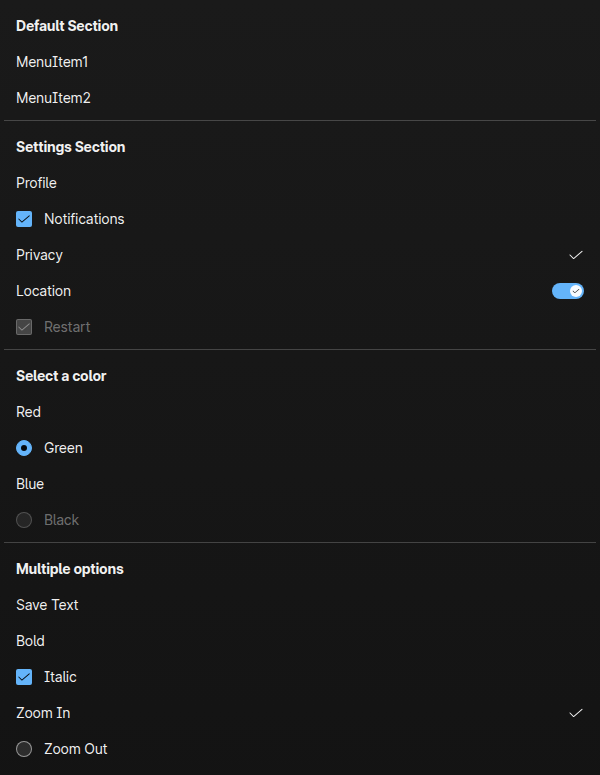 Default Section
MenuItem1
MenuItem2
Settings Section
Profile
Notifications
Privacy
Location
Restart
Select a color
Red
Green
Blue
Black
Multiple options
Save Text
Bold
Italic
Zoom In
Zoom Out